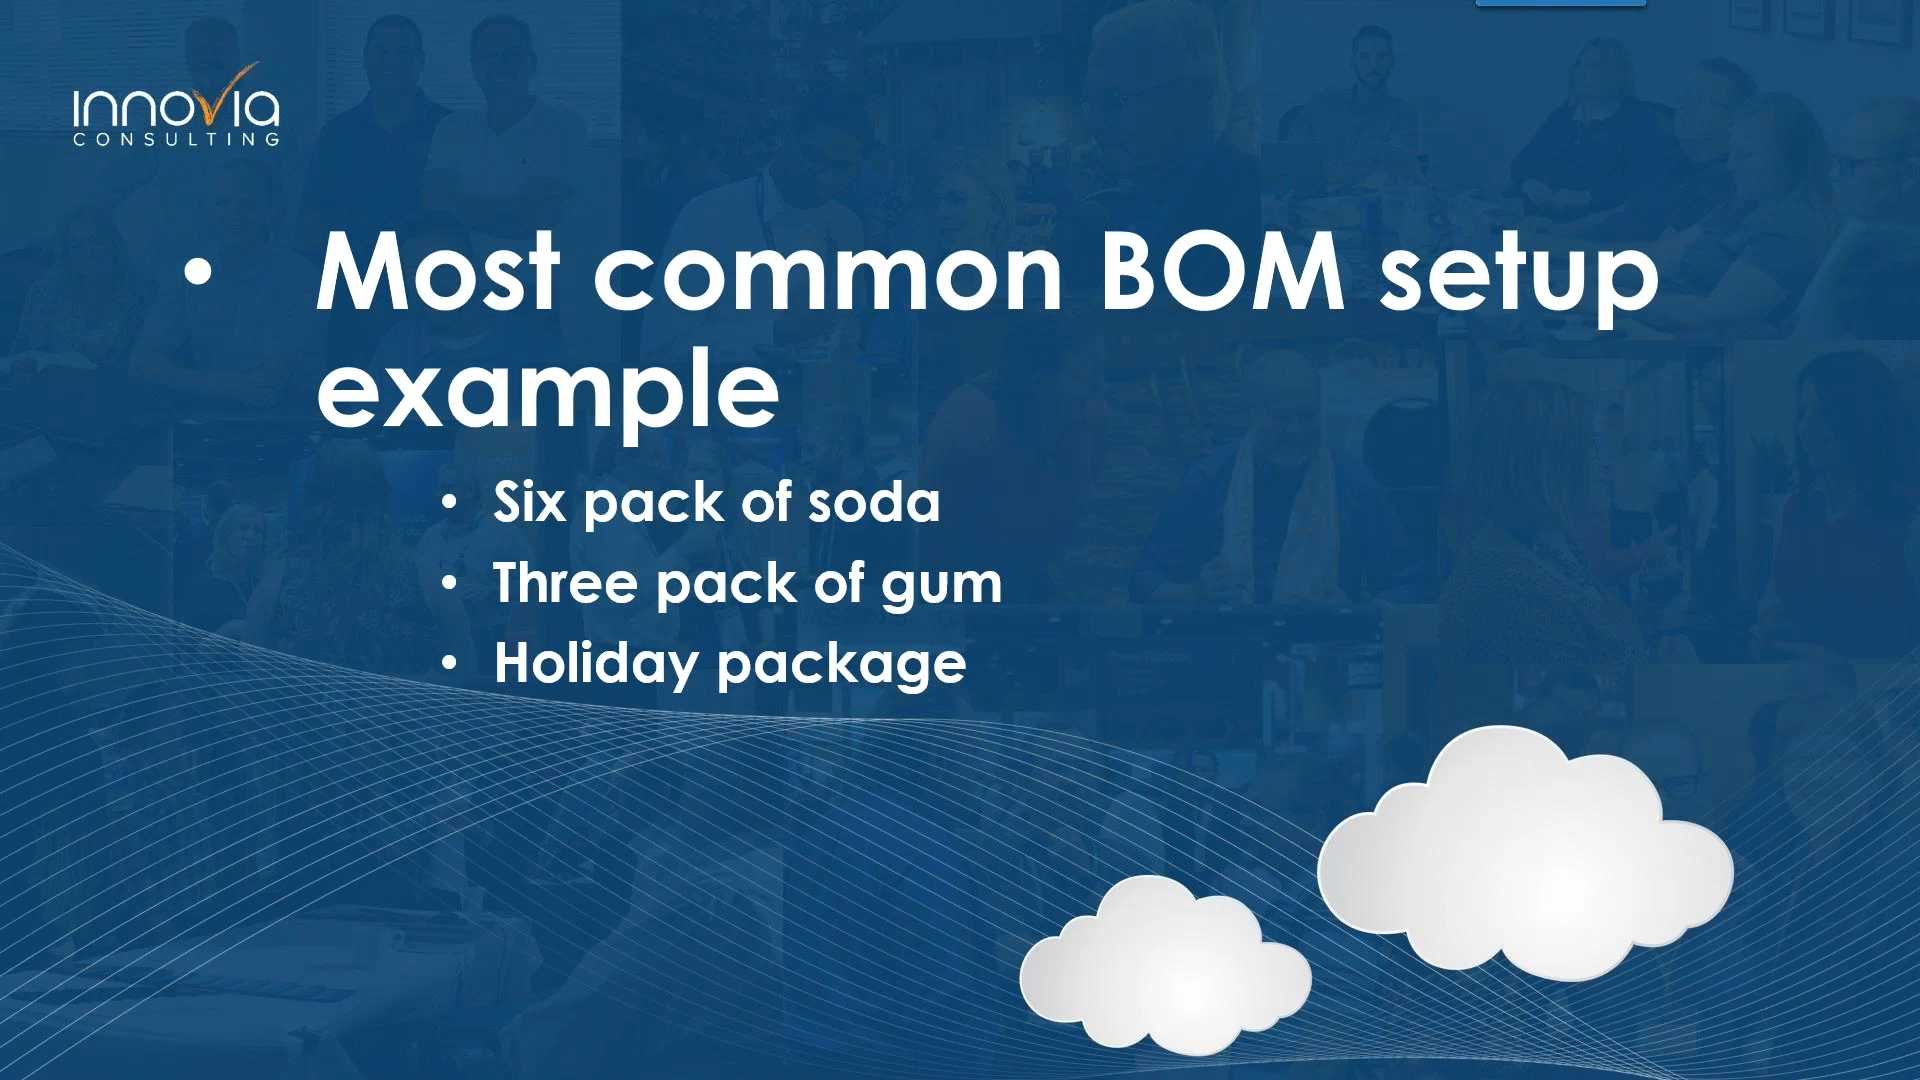 innovia
CONSULTING
• Most common BOM setup
example
• Six pack of soda
• Three pack of gum
• Holiday package